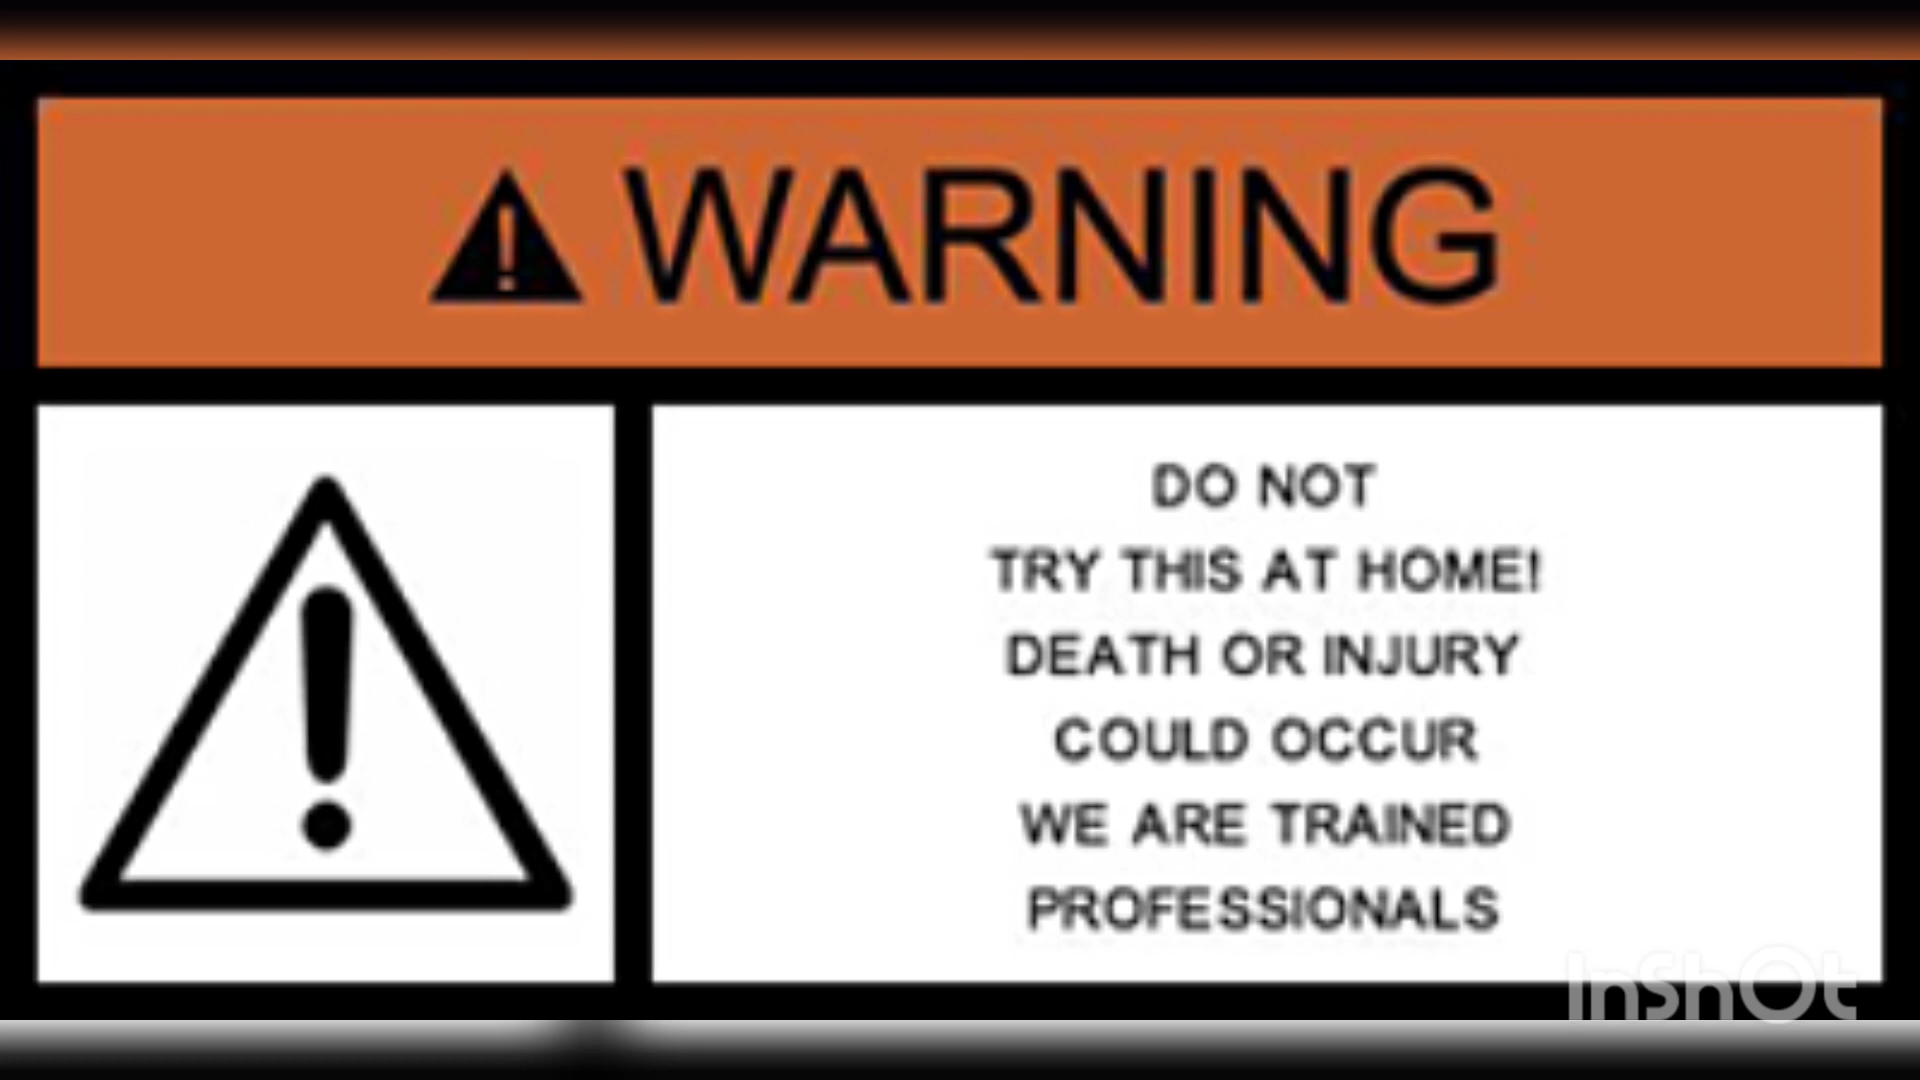 WARNING
DO NOT
TRY THIS AT HOME!
DEATH OR INJURY
COULD OCCUR
WE ARE TRAINED
PROFESSIONALS
InShOt